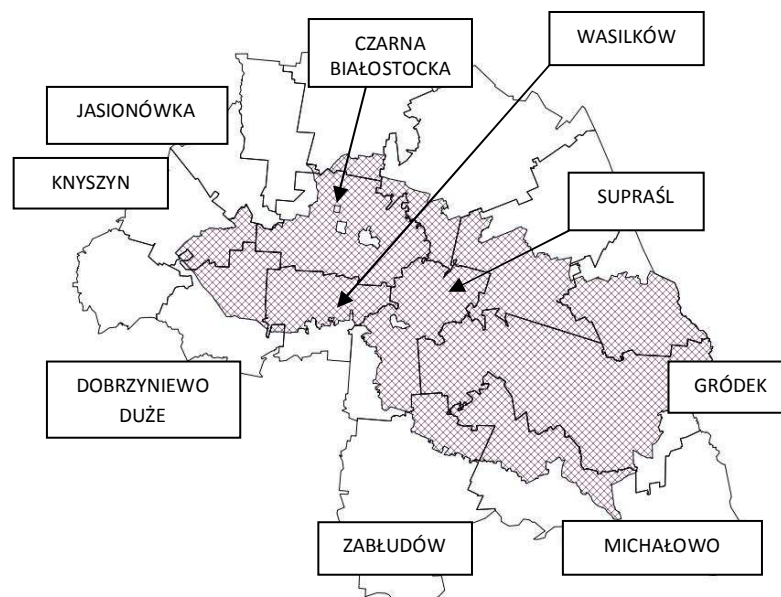 CZARNA
BIAŁOSTOCKA
WASILKÓW
JASIONÓWKA
KNYSZYN
SUPRAŚL
DOBRZYNIEWO
DUŻE
GRÓDEK
ZABŁUDÓW
MICHAŁOWO